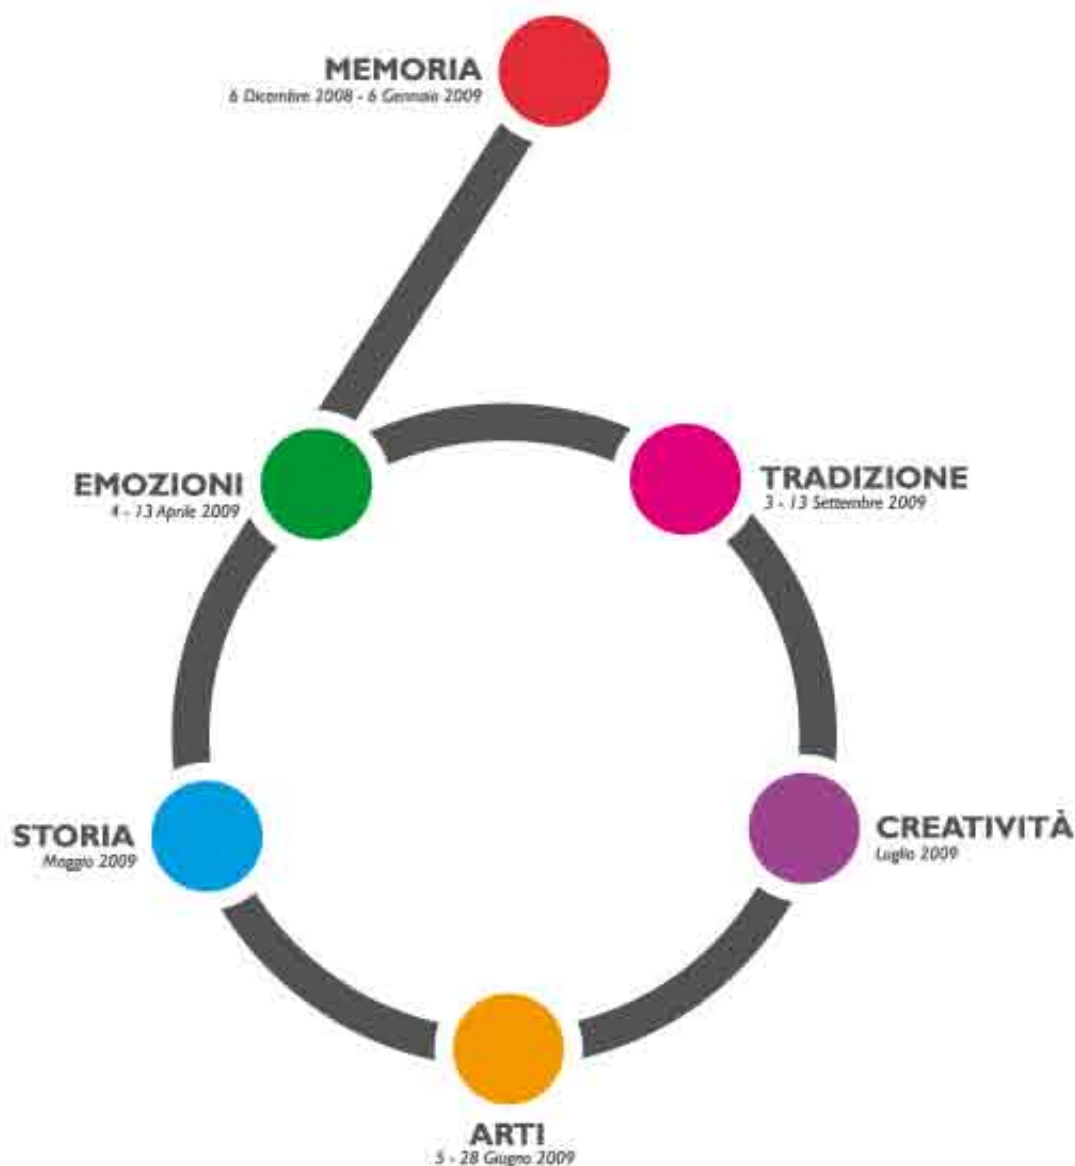 MEMORIA
6 Dicembre 2008 - 6 Gennaio 2009
EMOZIONI
4 - 13 Aprile 2009
TRADIZIONE
3 - 13 Settembre 2009
STORIA
Maggio 2009
CREATIVITÀ
Luglio 2009
ARTI
5 - 28 Giugno 2009